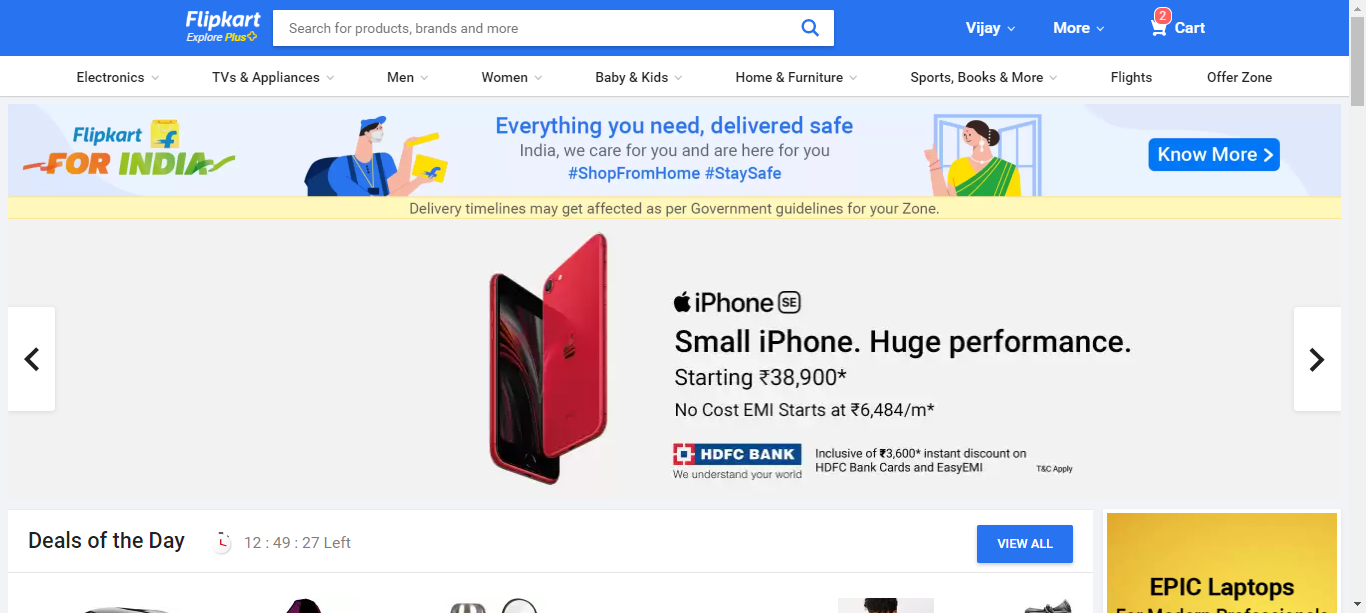 Flipkart
Explore Plus
Search for products, brands and more
Vijay
More
2
Cart
Electronics
TVs & Appliances
Men
Women
Baby & Kids
Home & Furniture
Sports, Books & More
Flights
Offer Zone
Flipkart
FOR INDIA
Everything you need, delivered safe
India, we care for you and are here for you
#ShopFromHome #StaySafe
Know More
Delivery timelines may get affected as per Government guidelines for your Zone.
iPhone SE
Small iPhone. Huge performance.
Starting ₹38,900*
No Cost EMI Starts at ₹6,484/m*
HDFC BANK
We understand your world
Inclusive of ₹3,600* instant discount on
HDFC Bank Cards and EasyEMI
T&C Apply
Deals of the Day
12 : 49 : 27 Left
VIEW ALL
EPIC Laptops
For Modern Professionals